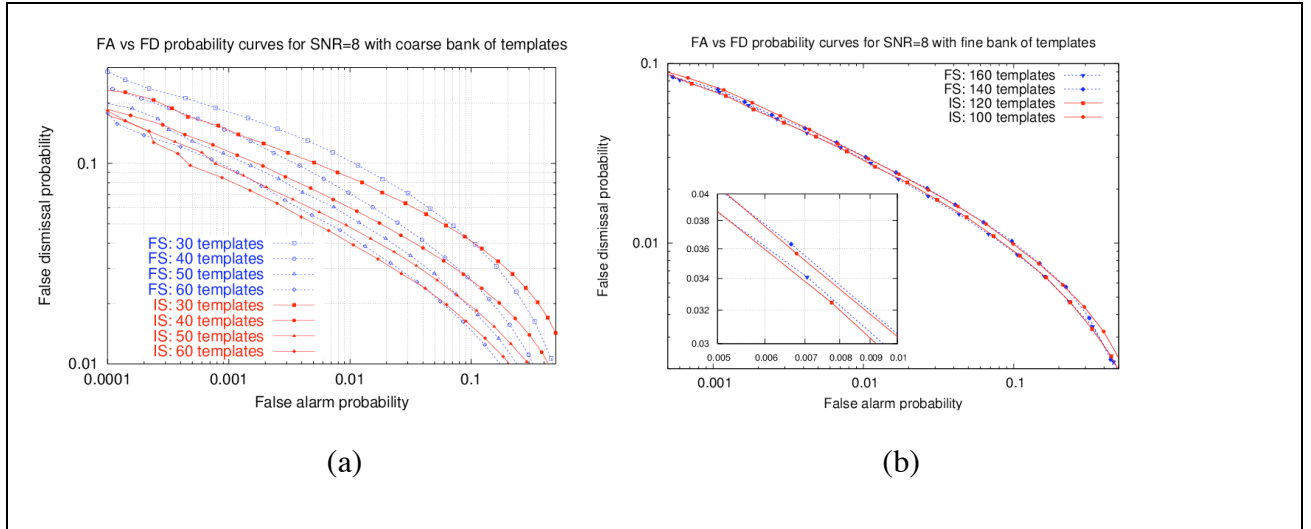 FA vs FD probability curves for SNR=8 with coarse bank of templates
False dismissal probability
0.1
0.01
FS: 30 templates
FS: 40 templates
FS: 50 templates
FS: 60 templates
IS: 30 templates
IS: 40 templates
IS: 50 templates
IS: 60 templates
0.0001 0.001 0.01 0.1
False alarm probability
(a)
FA vs FD probability curves for SNR=8 with fine bank of templates
False dismissal probability
0.1
0.01
FS: 160 templates
FS: 140 templates
IS: 120 templates
IS: 100 templates
0.04
0.038
0.036
0.034
0.032
0.03
0.005 0.006 0.007 0.008 0.009 0.01
0.001 0.01 0.1
False alarm probability
(b)